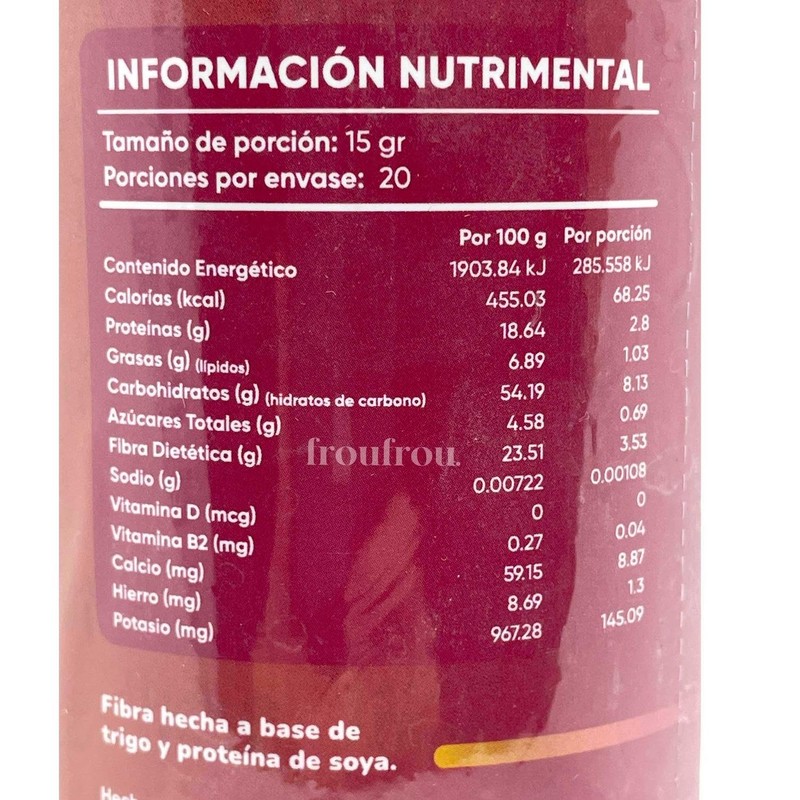 INFORMACIÓN NUTRIMENTAL
Tamaño de porción: 15 gr
Porciones por envase: 20
Por 100 g Por porción
Contenido Energético 1903.84 kJ 285.558 kJ
Calorías (kcal) 455.03 68.25
Proteínas (g) 18.64 2.8
Grasas (g) (lípidos) 6.89 1.03
Carbohidratos (g) (hidratos de carbono) 54.19 8.13
Azúcares Totales (g) 4.58 0.69
Fibra Dietética (g) 23.51 3.53
froufrou.
Sodio (g) 0.00722 0.00108
Vitamina D (mcg) 0 0
Vitamina B2 (mg) 0.27 0.04
Calcio (mg) 59.15 8.87
Hierro (mg) 8.69 1.3
Potasio (mg) 967.28 145.09
Fibra hecha a base de
trigo y proteína de soya.